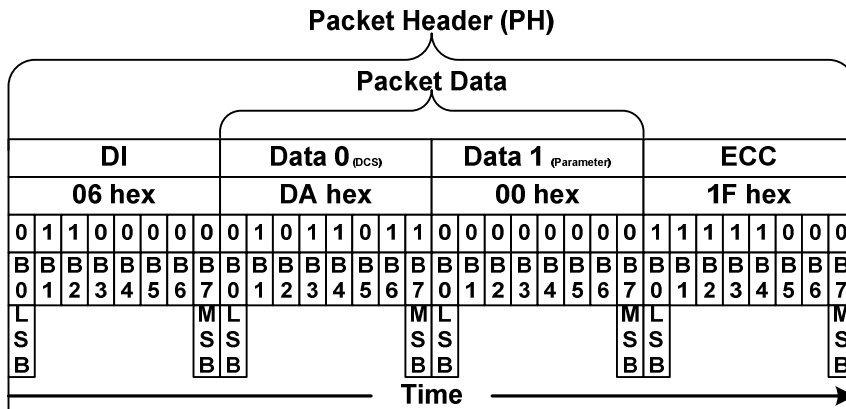 Packet Header (PH)
Packet Data
DI Data 0 (DCS) Data 1 (Parameter) ECC
06 hex DA hex 00 hex 1F hex
0 1 1 0 0 0 0 0 0 1 0 1 1 0 1 1 0 0 0 0 0 0 0 0 1 1 1 1 1 0 0 0
B0 B1 B2 B3 B4 B5 B6 B7 B0 B1 B2 B3 B4 B5 B6 B7 B0 B1 B2 B3 B4 B5 B6 B7 B0 B1 B2 B3 B4 B5 B6 B7
LSB MSB LSB MSB LSB MSB LSB MSB
Time